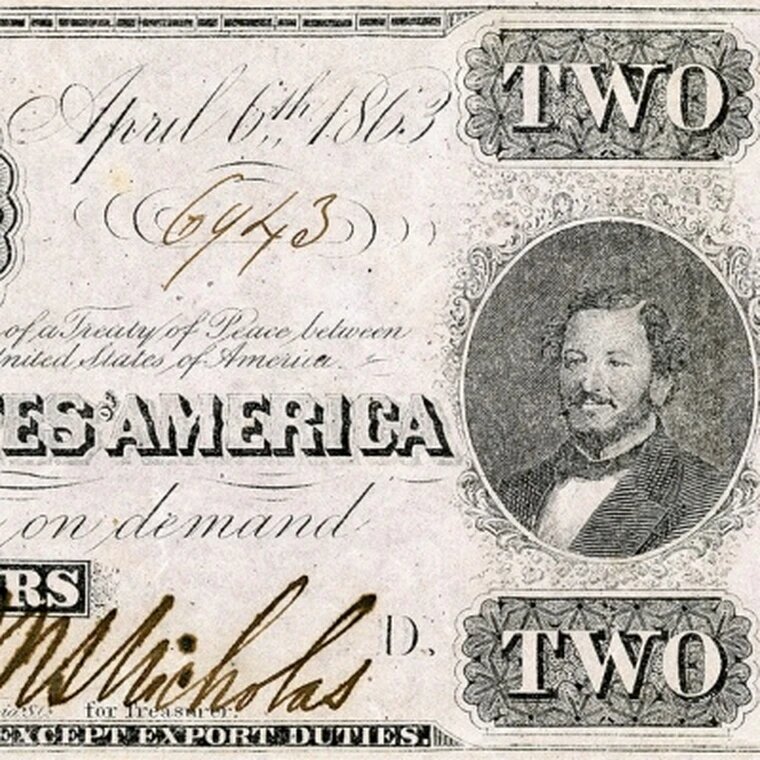 April 6th, 1863
TWO
6943
of a Treaty of Peace between
United States of America.
ES AMERICA
on demand
RS
D.
TWO
for Treasurer.
EXCEPT EXPORT DUTIES.